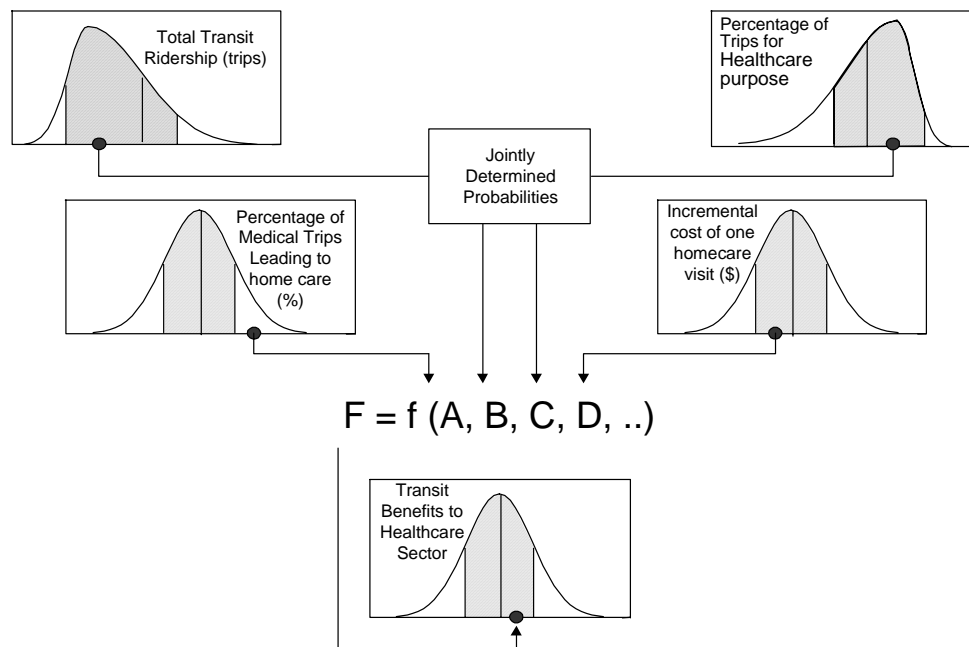 Total Transit
Ridership (trips)
Percentage of
Trips for
Healthcare
purpose
Jointly
Determined
Probabilities
Percentage of
Medical Trips
Leading to
home care
(%)
Incremental
cost of one
homecare
visit ($)
F = f (A, B, C, D, ..)
Transit
Benefits to
Healthcare
Sector